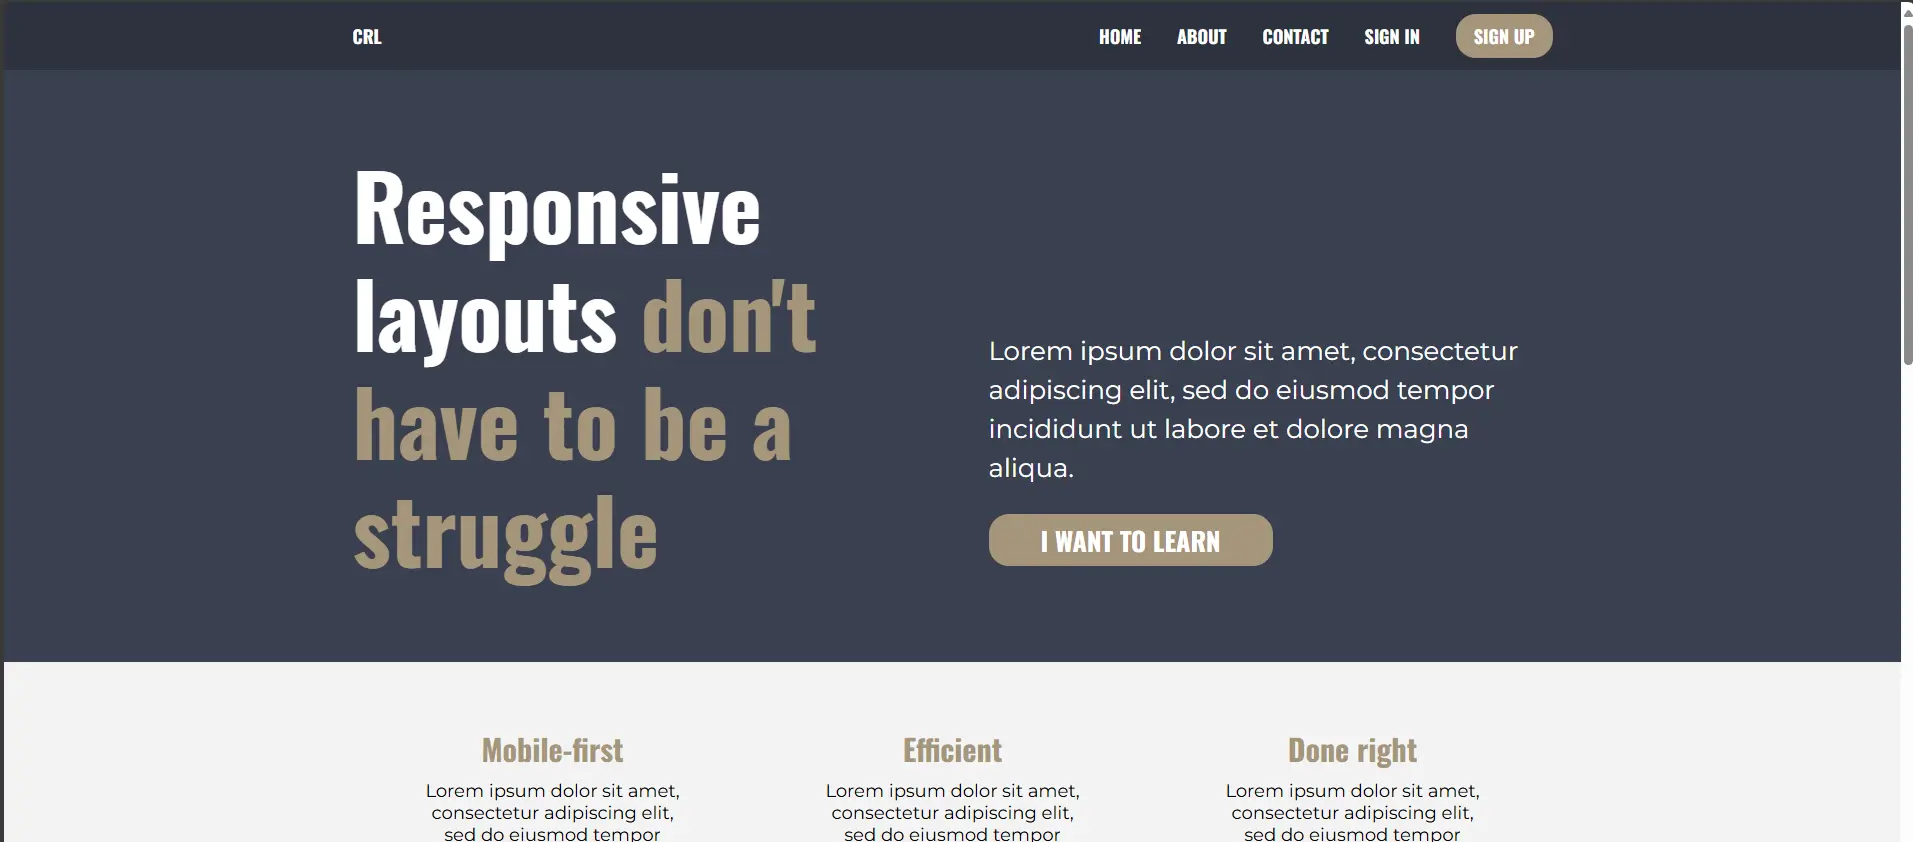 CRL
HOME ABOUT CONTACT SIGN IN SIGN UP
Responsive
layouts don't
have to be a
struggle
Lorem ipsum dolor sit amet, consectetur
adipiscing elit, sed do eiusmod tempor
incididunt ut labore et dolore magna
aliqua.
I WANT TO LEARN
Mobile-first
Lorem ipsum dolor sit amet,
consectetur adipiscing elit,
sed do eiusmod tempor
Efficient
Lorem ipsum dolor sit amet,
consectetur adipiscing elit,
sed do eiusmod tempor
Done right
Lorem ipsum dolor sit amet,
consectetur adipiscing elit,
sed do eiusmod tempor